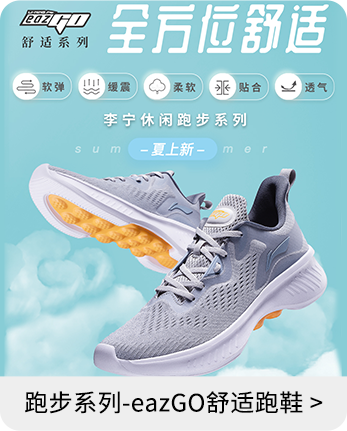 eazGO
舒适系列
全方位舒适
软弹 缓震 柔软 贴合 透气
李宁休闲跑步系列
summer
–夏上新–
跑步系列-eazGO舒适跑鞋 >